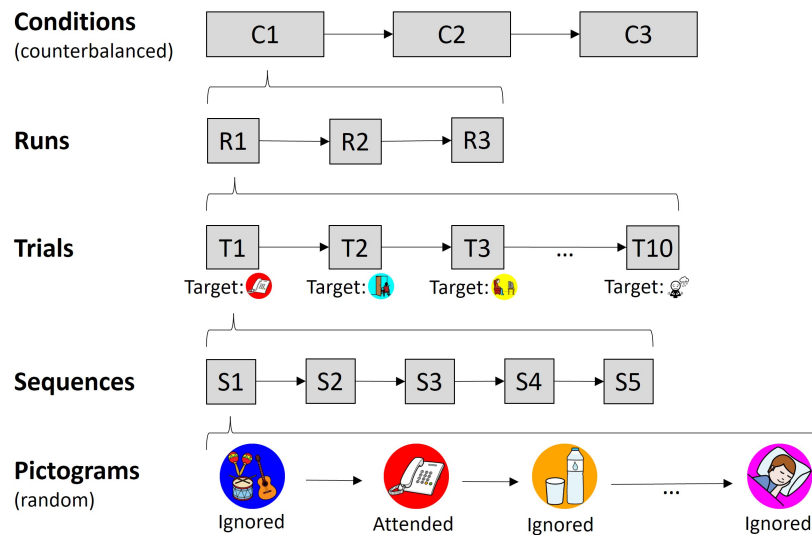 Conditions
(counterbalanced)
C1 C2 C3
Runs
R1 R2 R3
Trials
T1 T2 T3 ... T10
Target: Target: Target: Target:
Sequences
S1 S2 S3 S4 S5
Pictograms
(random)
...
Ignored Attended Ignored Ignored